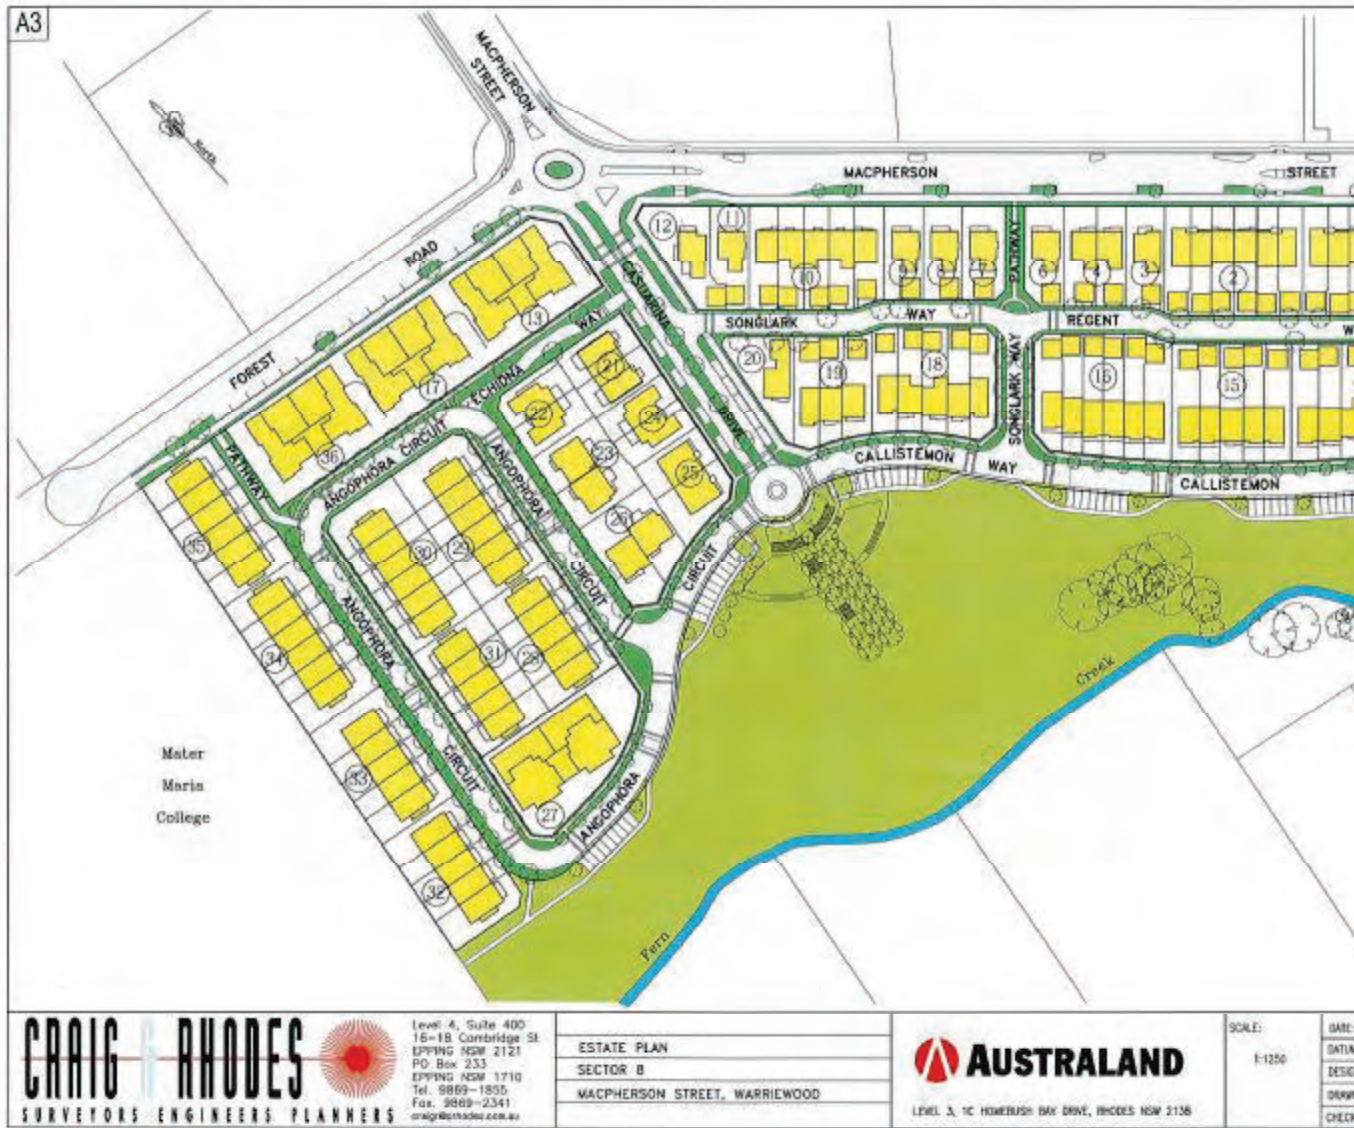 A3
MACPHERSON
STREET
North
MACPHERSON
STREET
FOREST
ROAD
CASUARINA
DRIVE
PATHWAY
12
11
10
9
8
7
6
4
3
2
SONGLARK
WAY
REGENT
W
SONGLARK WAY
20
19
18
16
15
13
17
36
ECHIDNA
WAY
21
22
24
23
25
26
PATHWAY
ANGOPHORA
CIRCUIT
ANGOPHORA
CIRCUIT
CIRCUIT
CALLISTEMON
WAY
CALLISTEMON
35
30
29
34
31
28
33
32
27
ANGOPHORA
CIRCUIT
ANGOPHORA
Mater
Maria
College
Fern
Creek
CRAIG & RHODES
SURVEYORS ENGINEERS PLANNERS
Level 4, Suite 400
16-18 Cambridge St
EPPING NSW 2121
PO Box 233
EPPING NSW 1710
Tel. 9869-1855
Fax. 9869-2341
ESTATE PLAN
SECTOR 8
MACPHERSON STREET, WARRIEWOOD
AUSTRALAND
LEVEL 3, 1C HOMEBUSH BAY DRIVE, RHODES NSW 2138
SCALE:
1:1250
DATE:
DATUM
DESIG
DRAWN
CHECK